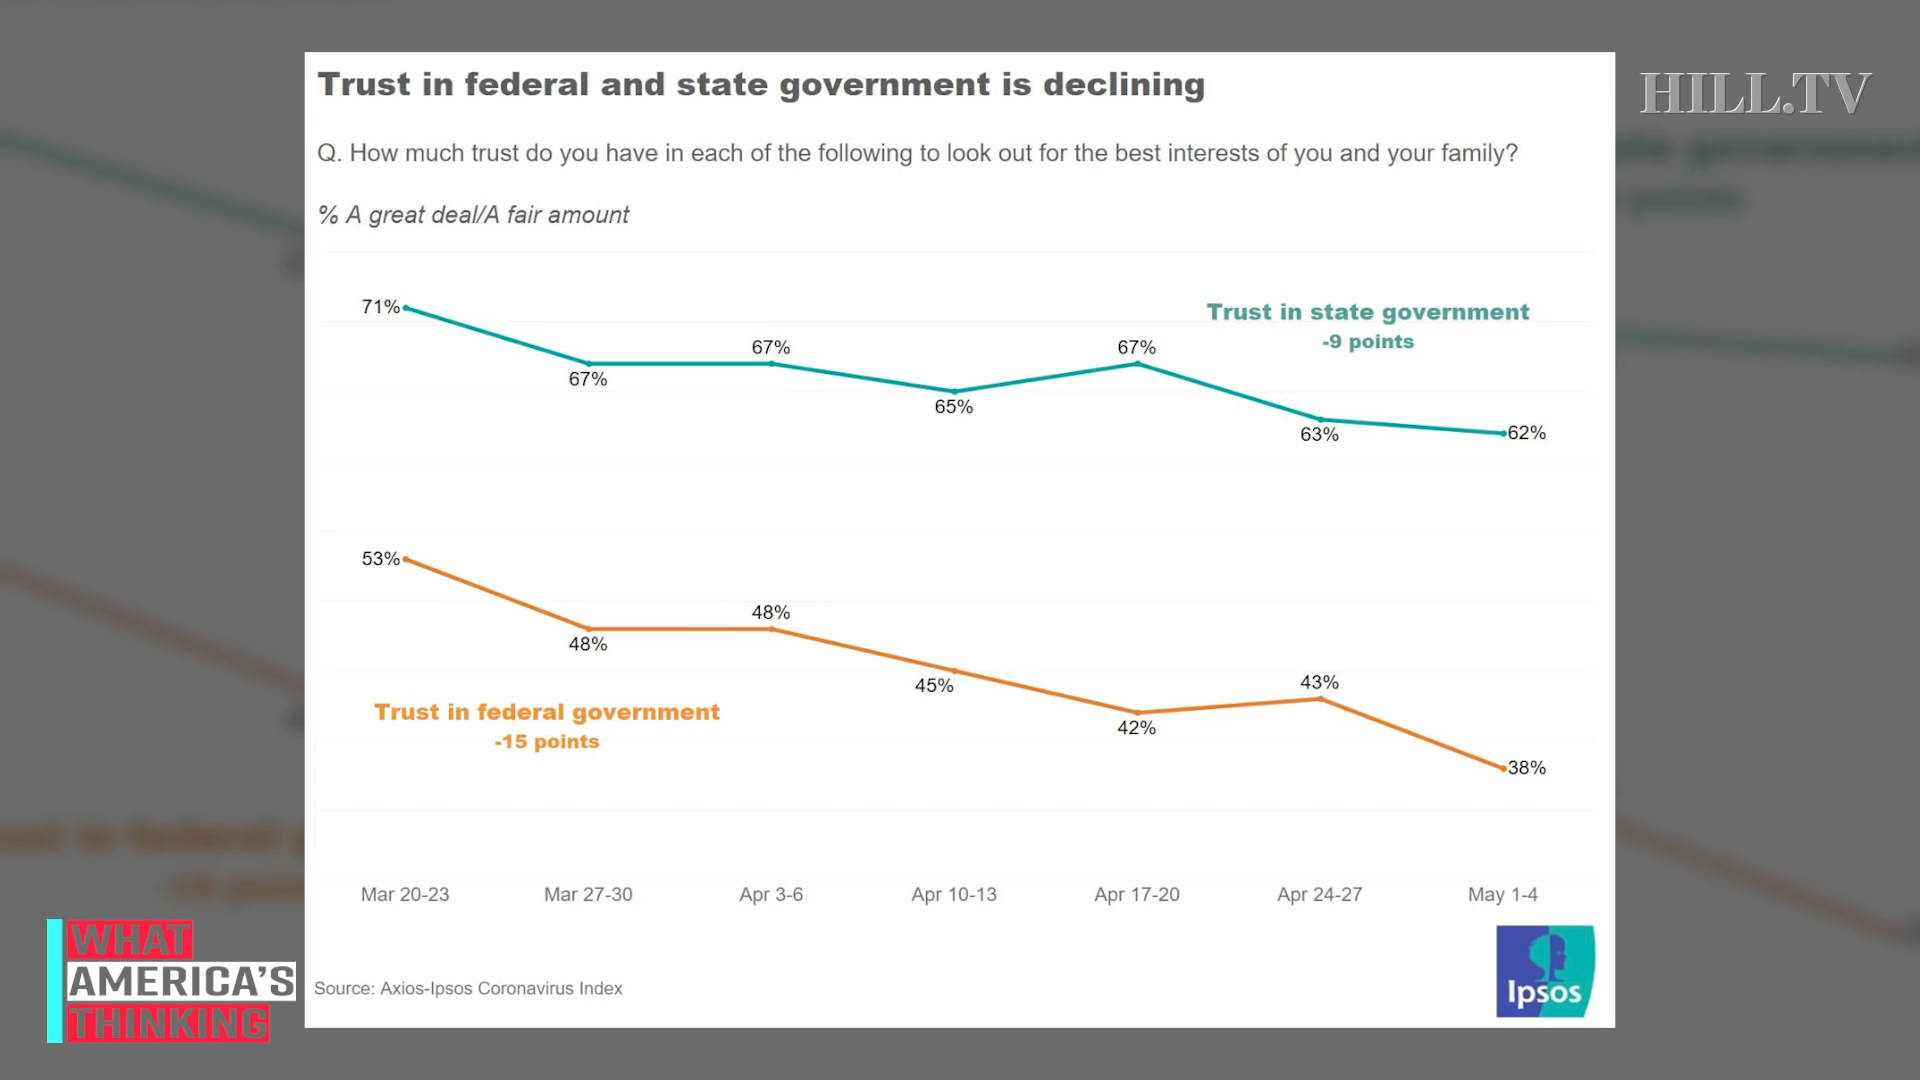 Trust in federal and state government is declining
HILL.TV
Q. How much trust do you have in each of the following to look out for the best interests of you and your family?
% A great deal/A fair amount
71%
67%
67%
65%
67%
63%
62%
Trust in state government
-9 points
53%
48%
48%
45%
42%
43%
38%
Trust in federal government
-15 points
Mar 20-23
Mar 27-30
Apr 3-6
Apr 10-13
Apr 17-20
Apr 24-27
May 1-4
WHAT
AMERICA'S
THINKING
Source: Axios-Ipsos Coronavirus Index
Ipsos